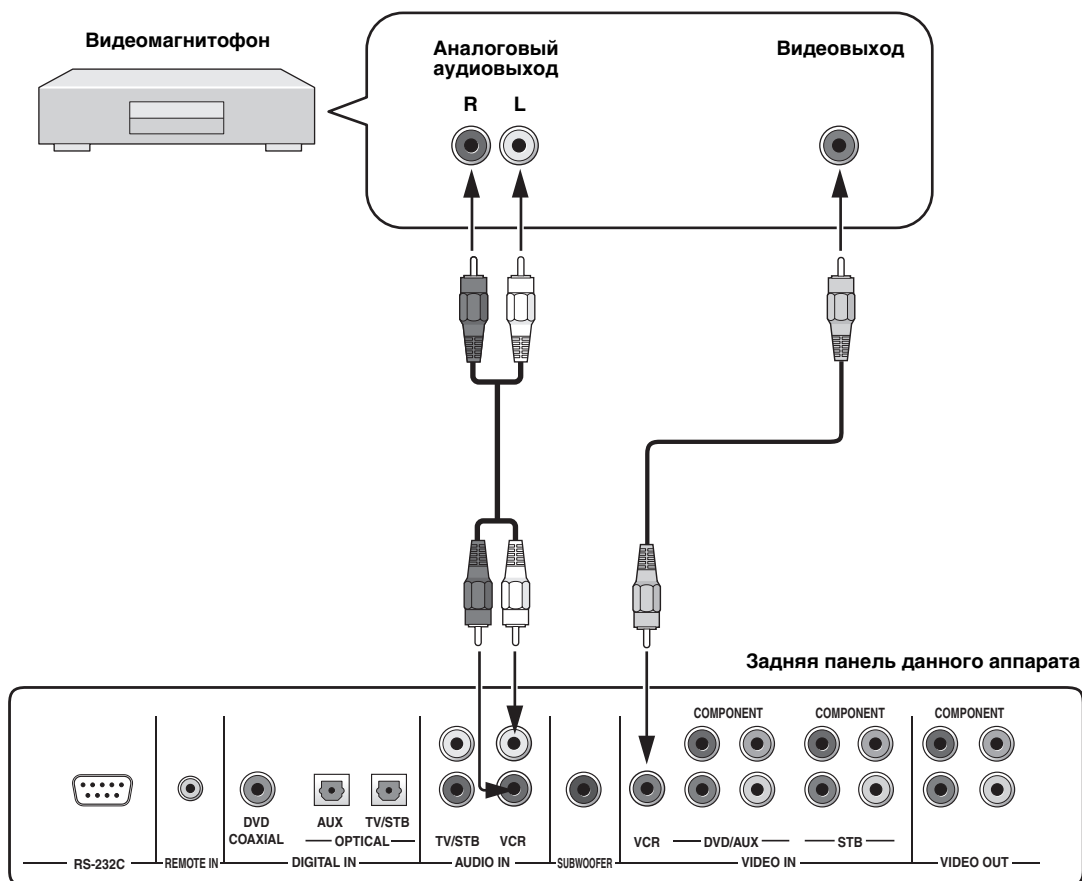 Видеомагнитофон
Аналоговый
аудиовыход
Видеовыход
R L
Задняя панель данного аппарата
COMPONENT COMPONENT COMPONENT
DVD
COAXIAL
AUX TV/STB
OPTICAL
TV/STB VCR
VCR DVD/AUX STB
RS-232C REMOTE IN DIGITAL IN AUDIO IN SUBWOOFER VIDEO IN VIDEO OUT